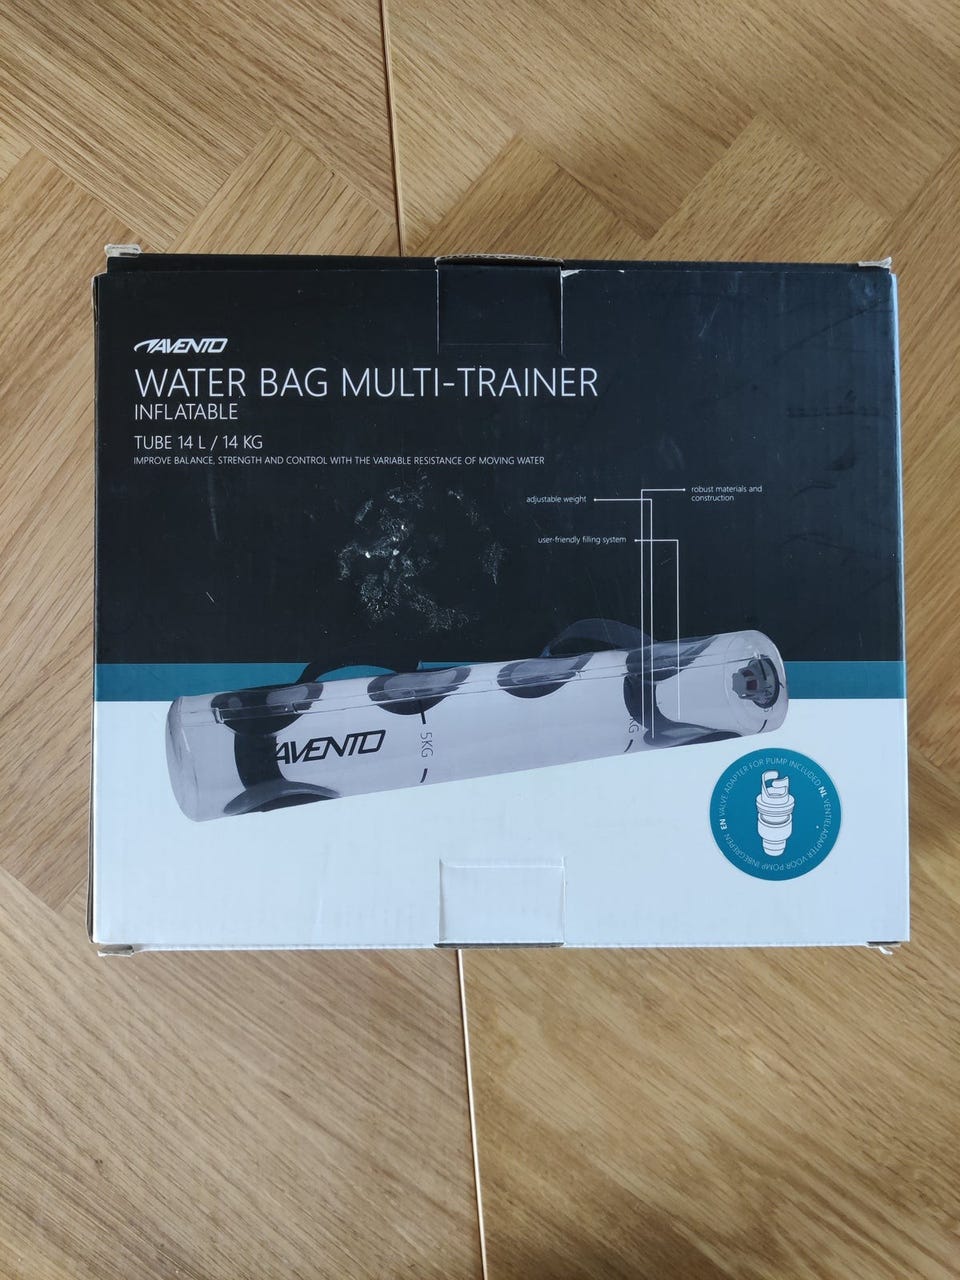 AVENTO
WATER BAG MULTI-TRAINER
INFLATABLE
TUBE 14 L / 14 KG
IMPROVE BALANCE, STRENGTH AND CONTROL WITH THE VARIABLE RESISTANCE OF MOVING WATER
adjustable weight
robust materials and
construction
user-friendly filling system
AVENTO
5KG
KG
EN VALVE ADAPTER FOR PUMP INCLUDED NL VENTIELADAPTER VOOR POMP INBEGREPEN